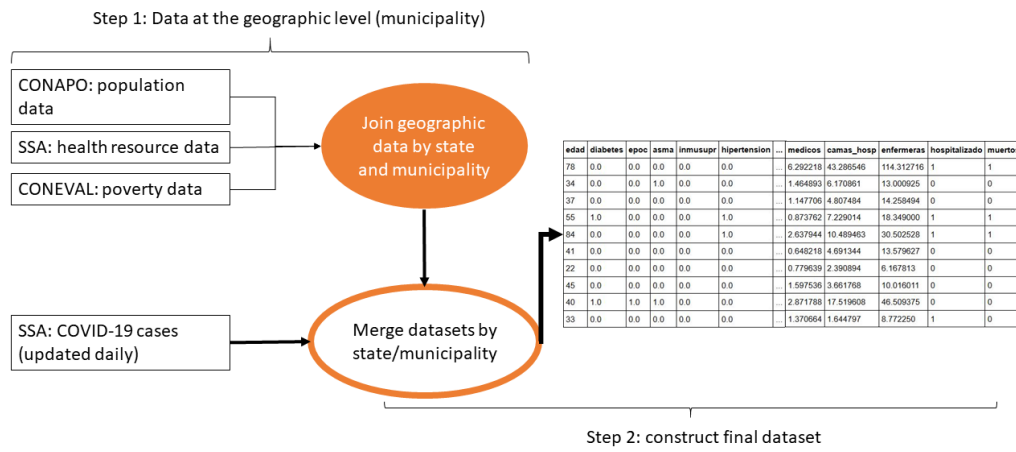 Step 1: Data at the geographic level (municipality)
CONAPO: population
data
SSA: health resource data
CONEVAL: poverty data
Join geographic
data by state
and municipality
SSA: COVID-19 cases
(updated daily)
Merge datasets by
state/municipality
edad diabetes epoc asma inmusupr hipertension ... medicos camas_hosp enfermeras hospitalizado muertos
78 0.0 0.0 0.0 0.0 0.0 ... 6.292218 43.286546 114.312716 1 1
34 0.0 0.0 1.0 0.0 0.0 ... 1.464893 6.170861 13.000925 0 0
37 0.0 0.0 0.0 0.0 0.0 ... 1.147706 4.807484 14.258494 0 0
55 1.0 0.0 0.0 0.0 1.0 ... 0.873762 7.229014 18.349000 1 1
84 0.0 0.0 0.0 0.0 1.0 ... 2.637944 10.489463 30.502528 1 1
41 0.0 0.0 0.0 0.0 0.0 ... 0.648218 4.691344 13.579627 0 0
22 0.0 0.0 0.0 0.0 0.0 ... 0.779639 2.390894 6.167813 0 0
45 0.0 0.0 0.0 0.0 0.0 ... 1.597536 3.661768 10.016011 0 0
40 1.0 1.0 1.0 0.0 0.0 ... 2.871788 17.519608 46.509375 0 0
33 0.0 0.0 0.0 0.0 0.0 ... 1.370664 1.644797 8.772250 1 0
Step 2: construct final dataset